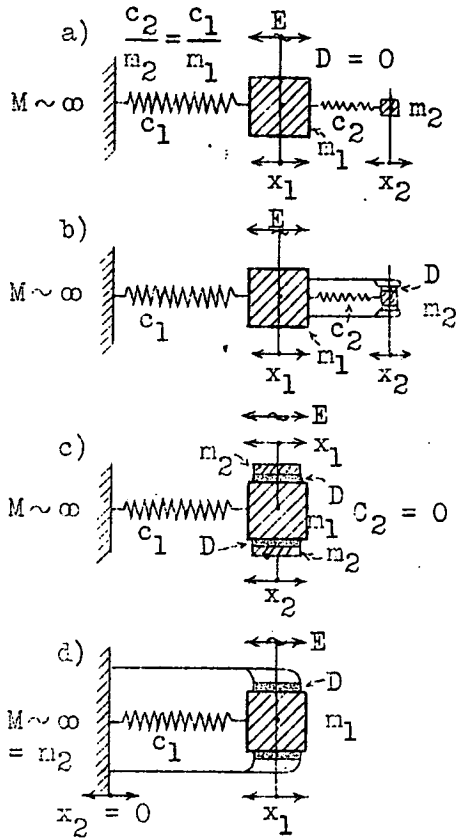 a) c₂/m₂ = c₁/m₁ E D = 0
M ~ ∞ c₁ m₁ c₂ m₂
x₁ x₂
b) E
M ~ ∞ c₁ m₁ c₂ D m₂
x₁ x₂
c) E
m₂ x₁
D
M ~ ∞ c₁ m₁ C₂ = 0
D m₂
x₂
d) E
D
M ~ ∞ c₁ m₁
= m₂
x₂ = 0 x₁